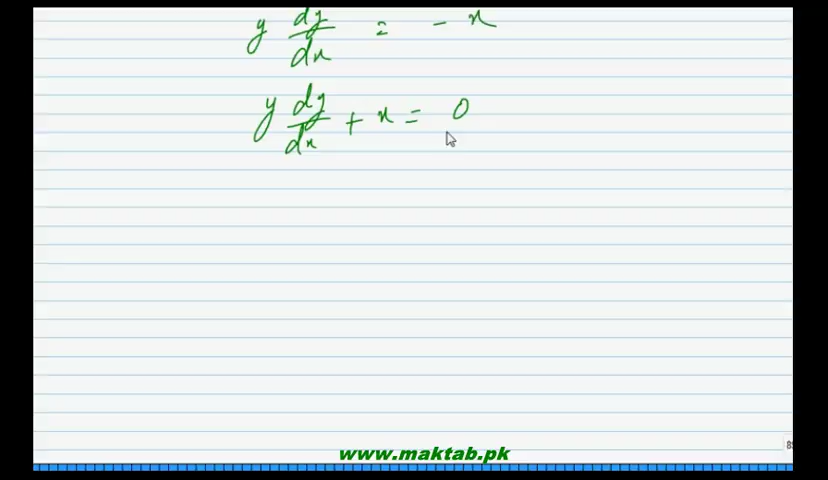 y dy/dx = - x
y dy/dx + x = 0
www.maktab.pk